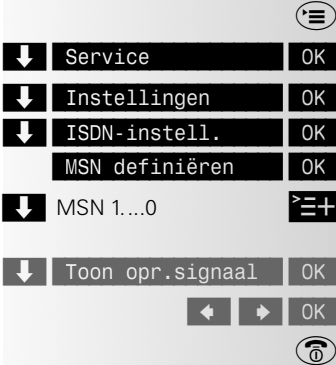 Service OK
Instellingen OK
ISDN-instell. OK
MSN definiëren OK
MSN 1....0
Toon opr.signaal OK
OK